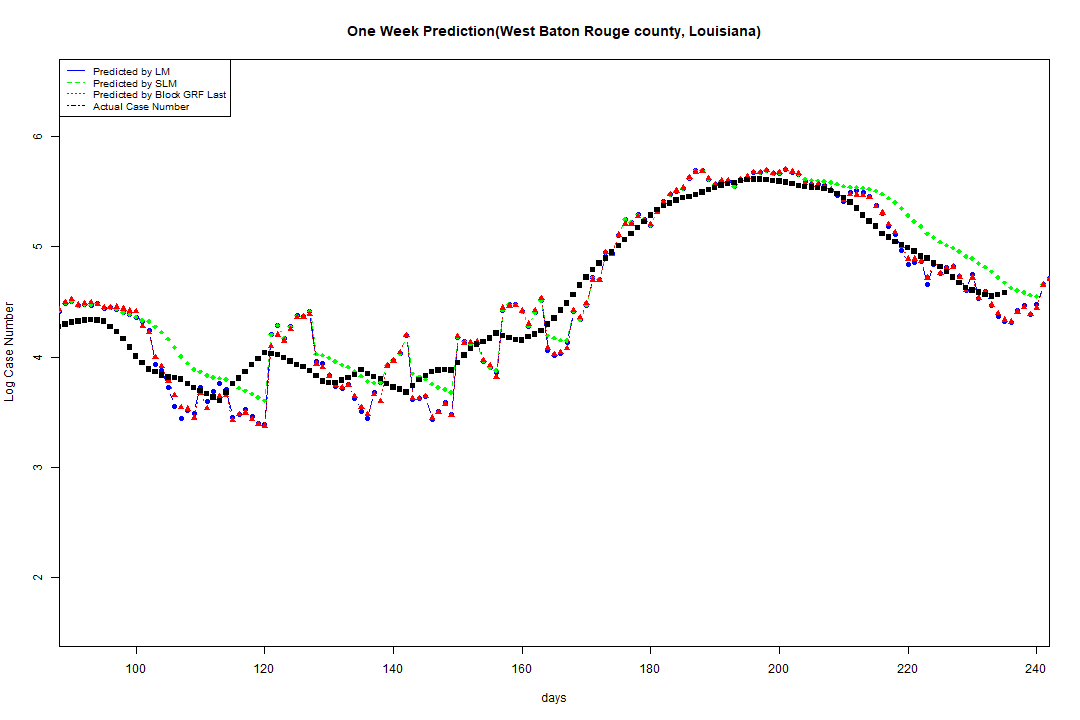 One Week Prediction(West Baton Rouge county, Louisiana)
Predicted by LM
Predicted by SLM
Predicted by Block GRF Last
Actual Case Number
6
5
4
3
2
Log Case Number
100 120 140 160 180 200 220 240
days